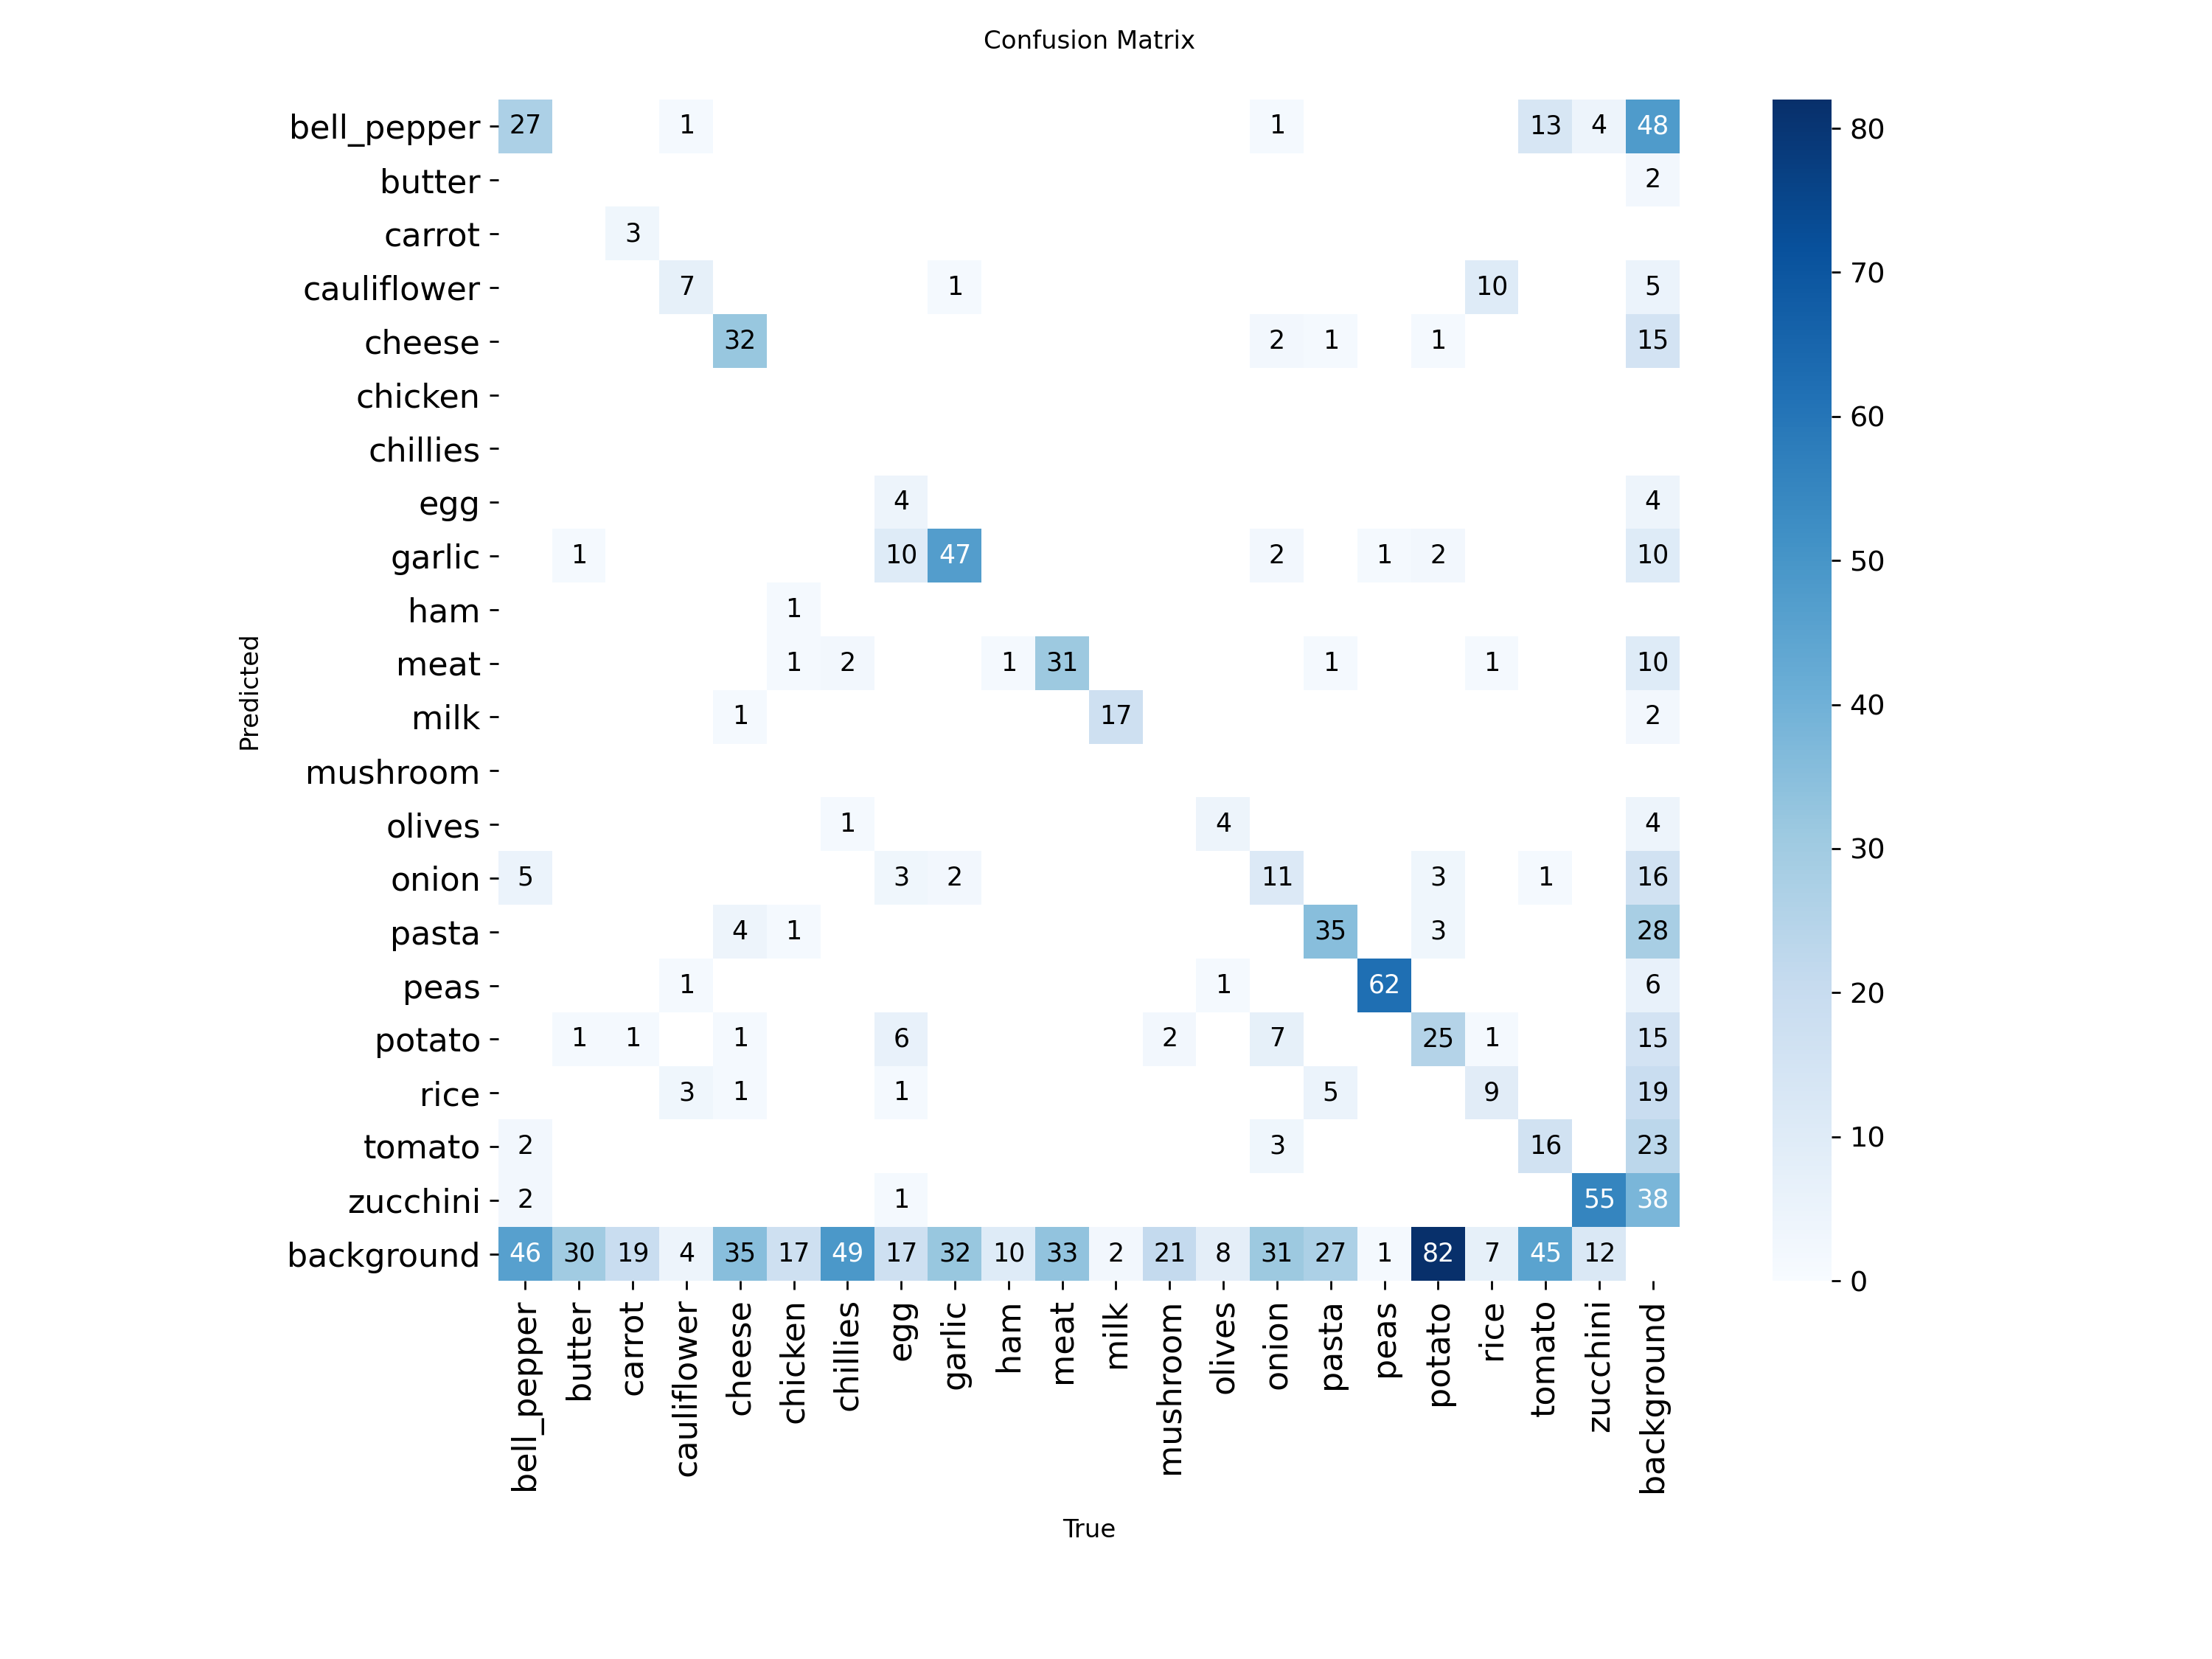 Confusion Matrix
bell_pepper 27 1 1 13 4 48
butter 2
carrot 3
cauliflower 7 1 10 5
cheese 32 2 1 1 15
chicken
chillies
egg 4 4
garlic 1 10 47 2 1 2 10
ham 1
meat 1 2 1 31 1 1 10
milk 1 17 2
mushroom
olives 1 4 4
onion 5 3 2 11 3 1 16
pasta 4 1 35 3 28
peas 1 1 62 6
potato 1 1 1 6 2 7 25 1 15
rice 3 1 1 5 9 19
tomato 2 3 16 23
zucchini 2 1 55 38
background 46 30 19 4 35 17 49 17 32 10 33 2 21 8 31 27 1 82 7 45 12
Predicted
bell_pepper
butter
carrot
cauliflower
cheese
chicken
chillies
egg
garlic
ham
meat
milk
mushroom
olives
onion
pasta
peas
potato
rice
tomato
zucchini
background
True
80
70
60
50
40
30
20
10
0